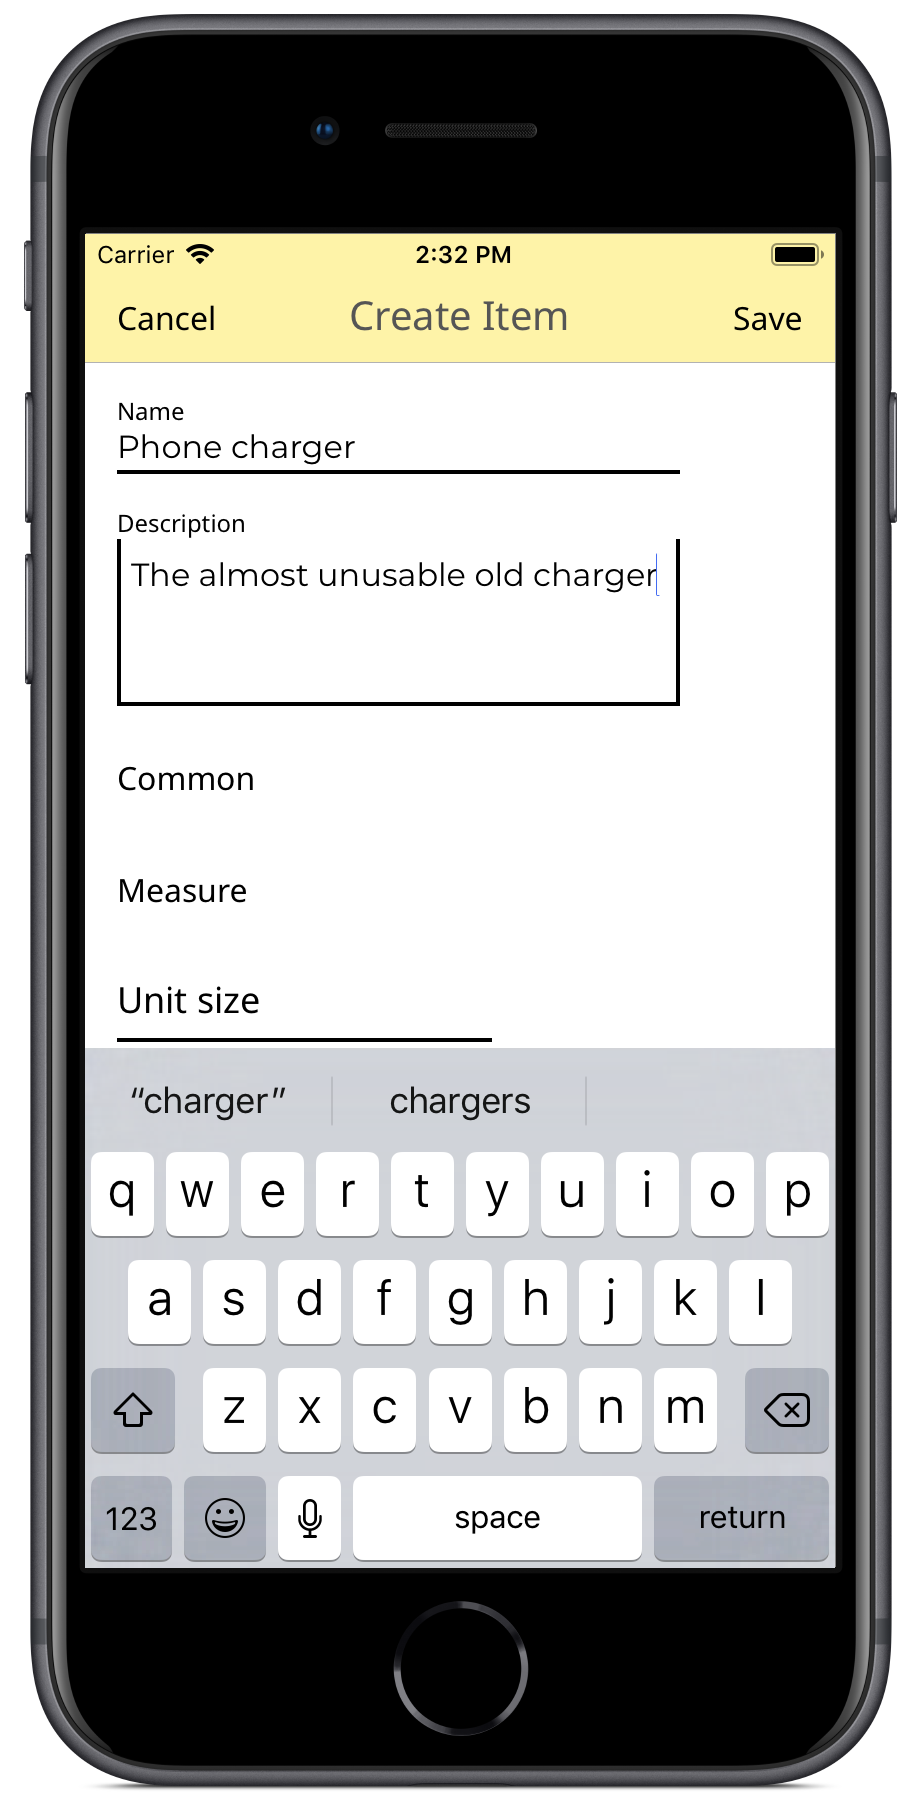 Carrier 2:32 PM
Cancel Create Item Save
Name
Phone charger
Description
The almost unusable old charger
Common
Measure
Unit size
“charger” chargers
q w e r t y u i o p
a s d f g h j k l
z x c v b n m
123 space return